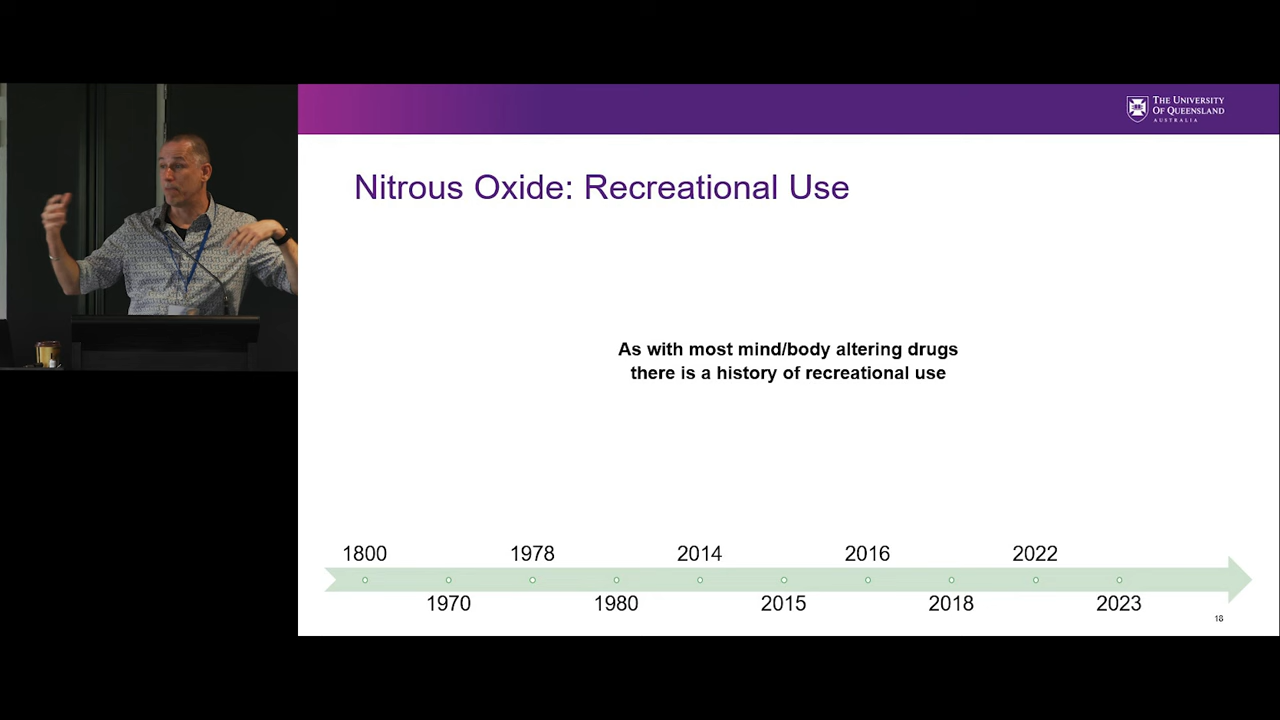 THE UNIVERSITY
OF QUEENSLAND
AUSTRALIA
Nitrous Oxide: Recreational Use
As with most mind/body altering drugs
there is a history of recreational use
1800
1978
2014
2016
2022
1970
1980
2015
2018
2023
18